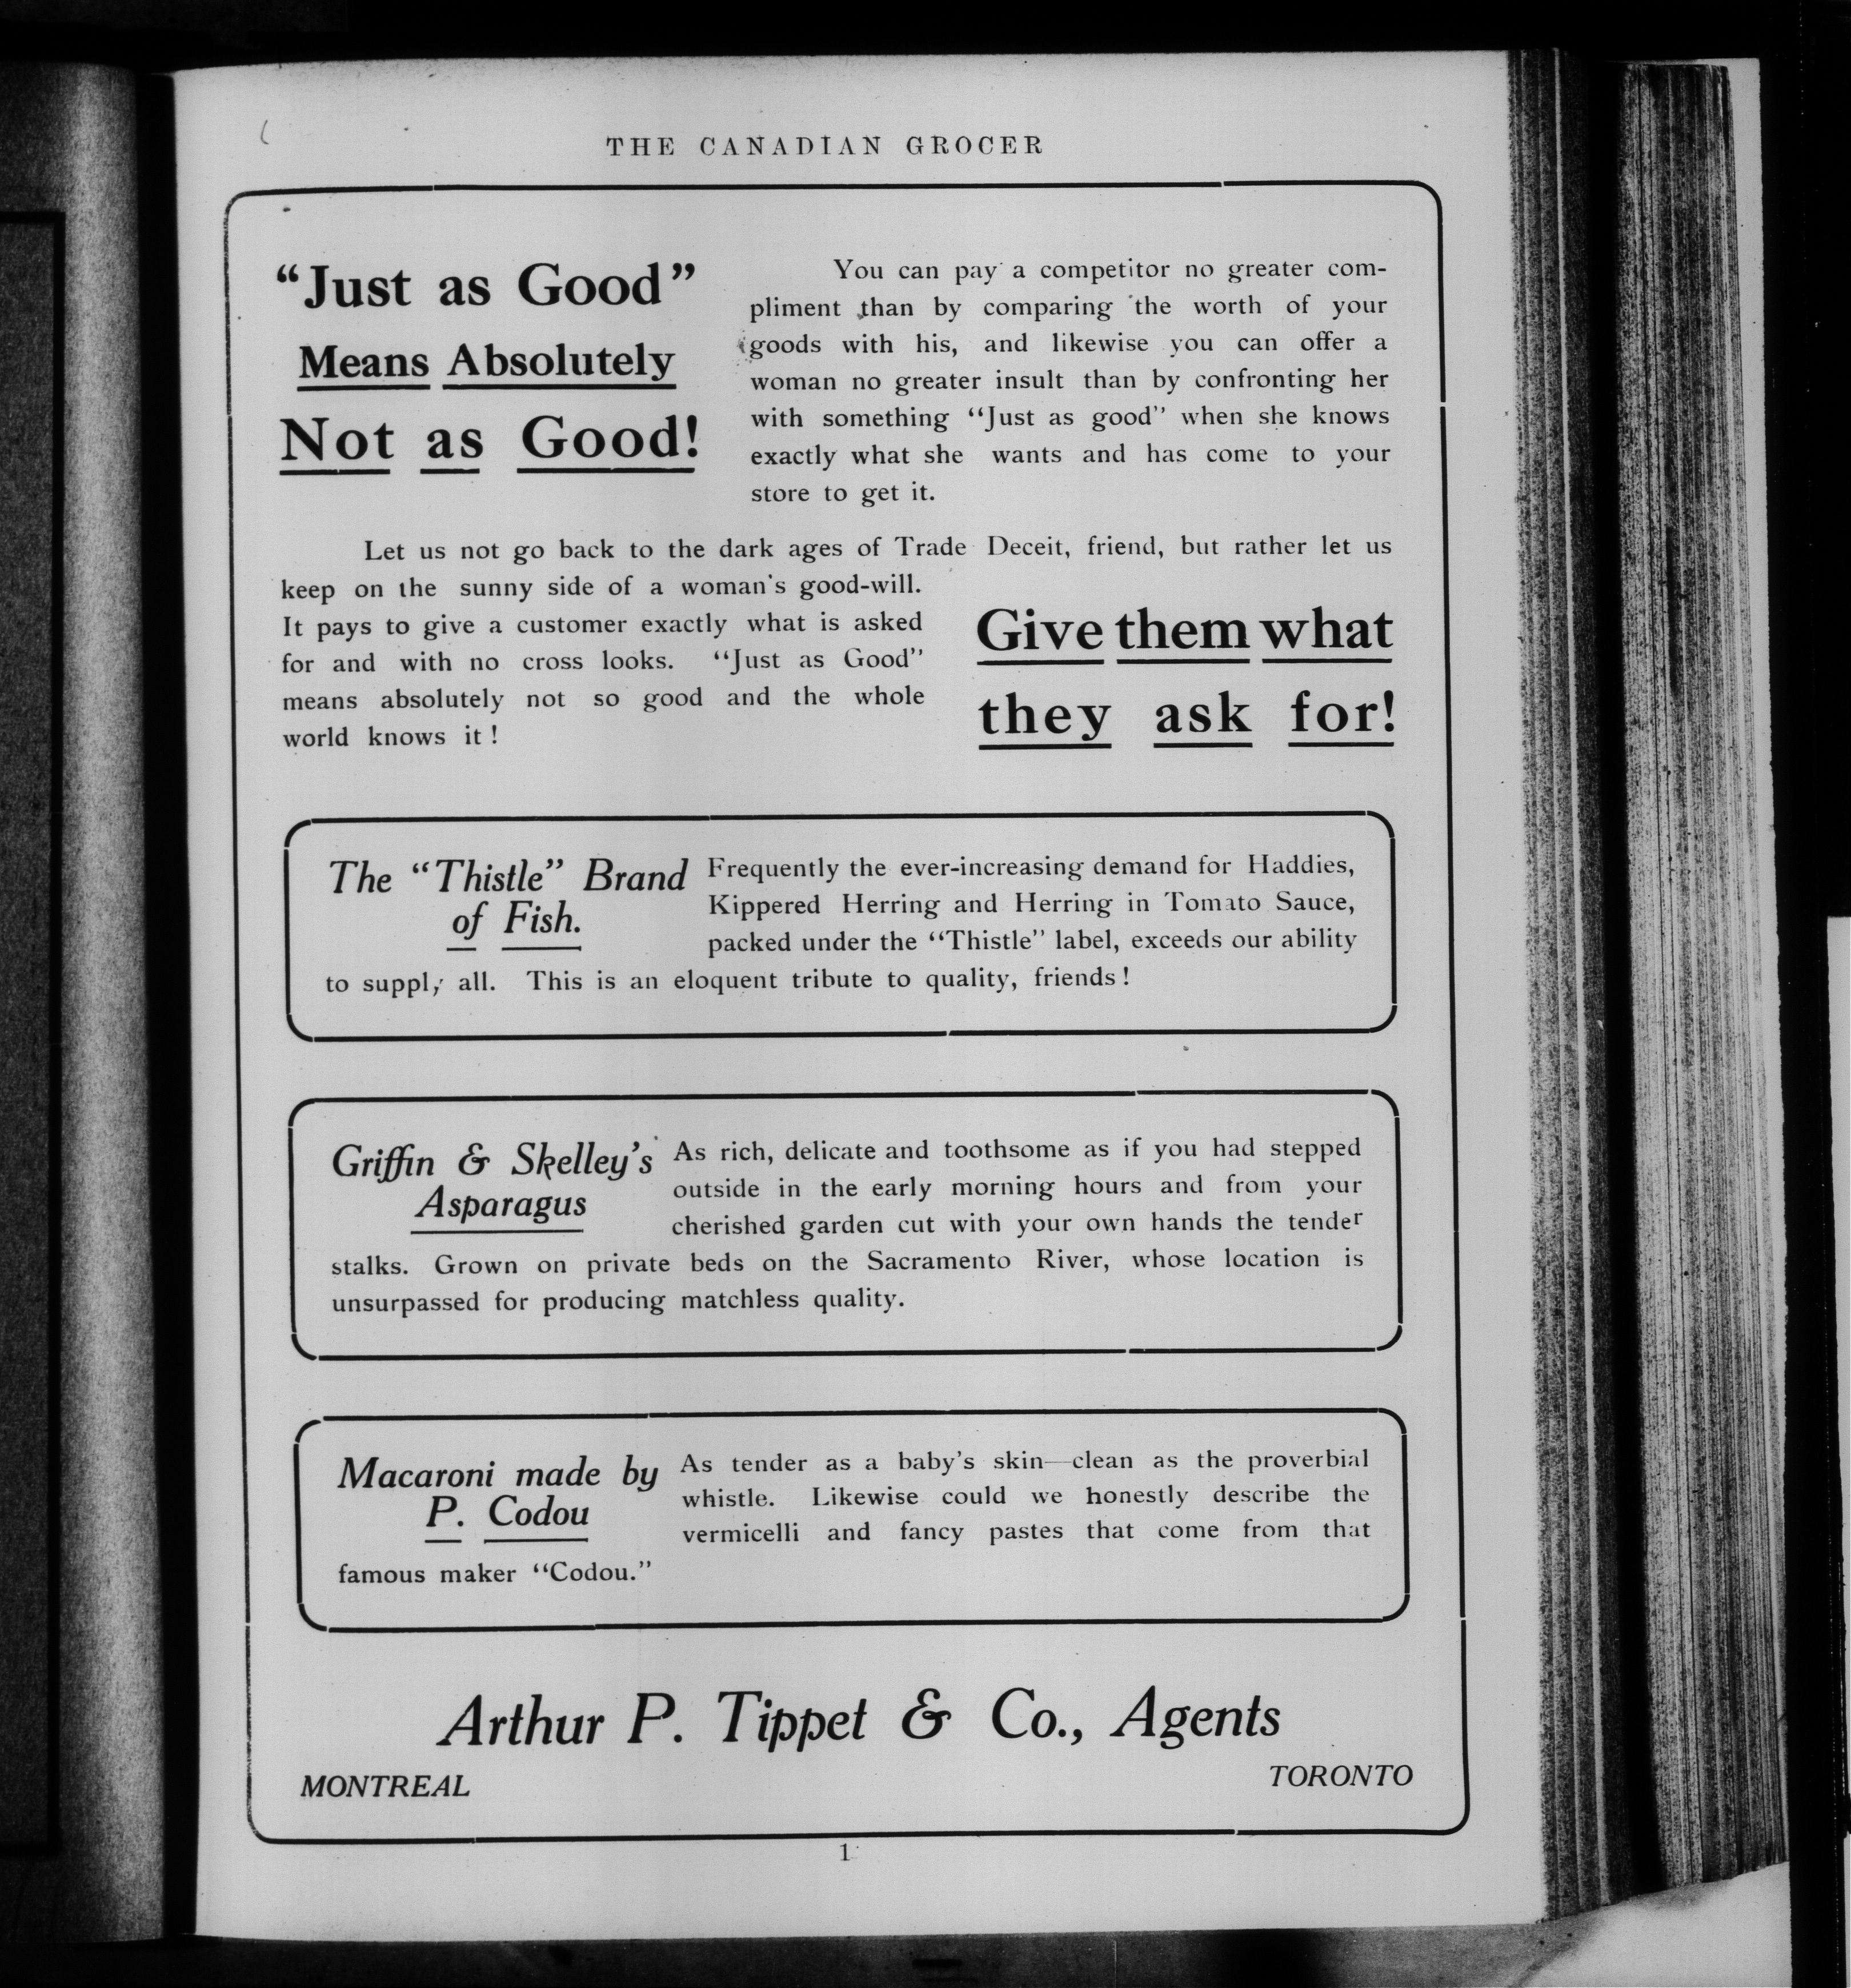 THE CANADIAN GROCER
“Just as Good”
Means Absolutely
Not as Good!
You can pay a competitor no greater com-
pliment than by comparing the worth of your
goods with his, and likewise you can offer a
woman no greater insult than by confronting her
with something “Just as good” when she knows
exactly what she wants and has come to your
store to get it.
Let us not go back to the dark ages of Trade Deceit, friend, but rather let us
keep on the sunny side of a woman's good-will.
It pays to give a customer exactly what is asked
for and with no cross looks. “Just as Good”
means absolutely not so good and the whole
world knows it !
Give them what
they ask for!
The “Thistle” Brand
of Fish.
Frequently the ever-increasing demand for Haddies,
Kippered Herring and Herring in Tomato Sauce,
packed under the “Thistle” label, exceeds our ability
to supply all. This is an eloquent tribute to quality, friends !
Griffin & Skelley's
Asparagus
As rich, delicate and toothsome as if you had stepped
outside in the early morning hours and from your
cherished garden cut with your own hands the tender
stalks. Grown on private beds on the Sacramento River, whose location is
unsurpassed for producing matchless quality.
Macaroni made by
P. Codou
As tender as a baby's skin—clean as the proverbial
whistle. Likewise could we honestly describe the
vermicelli and fancy pastes that come from that
famous maker “Codou.”
Arthur P. Tippet & Co., Agents
MONTREAL
TORONTO
1